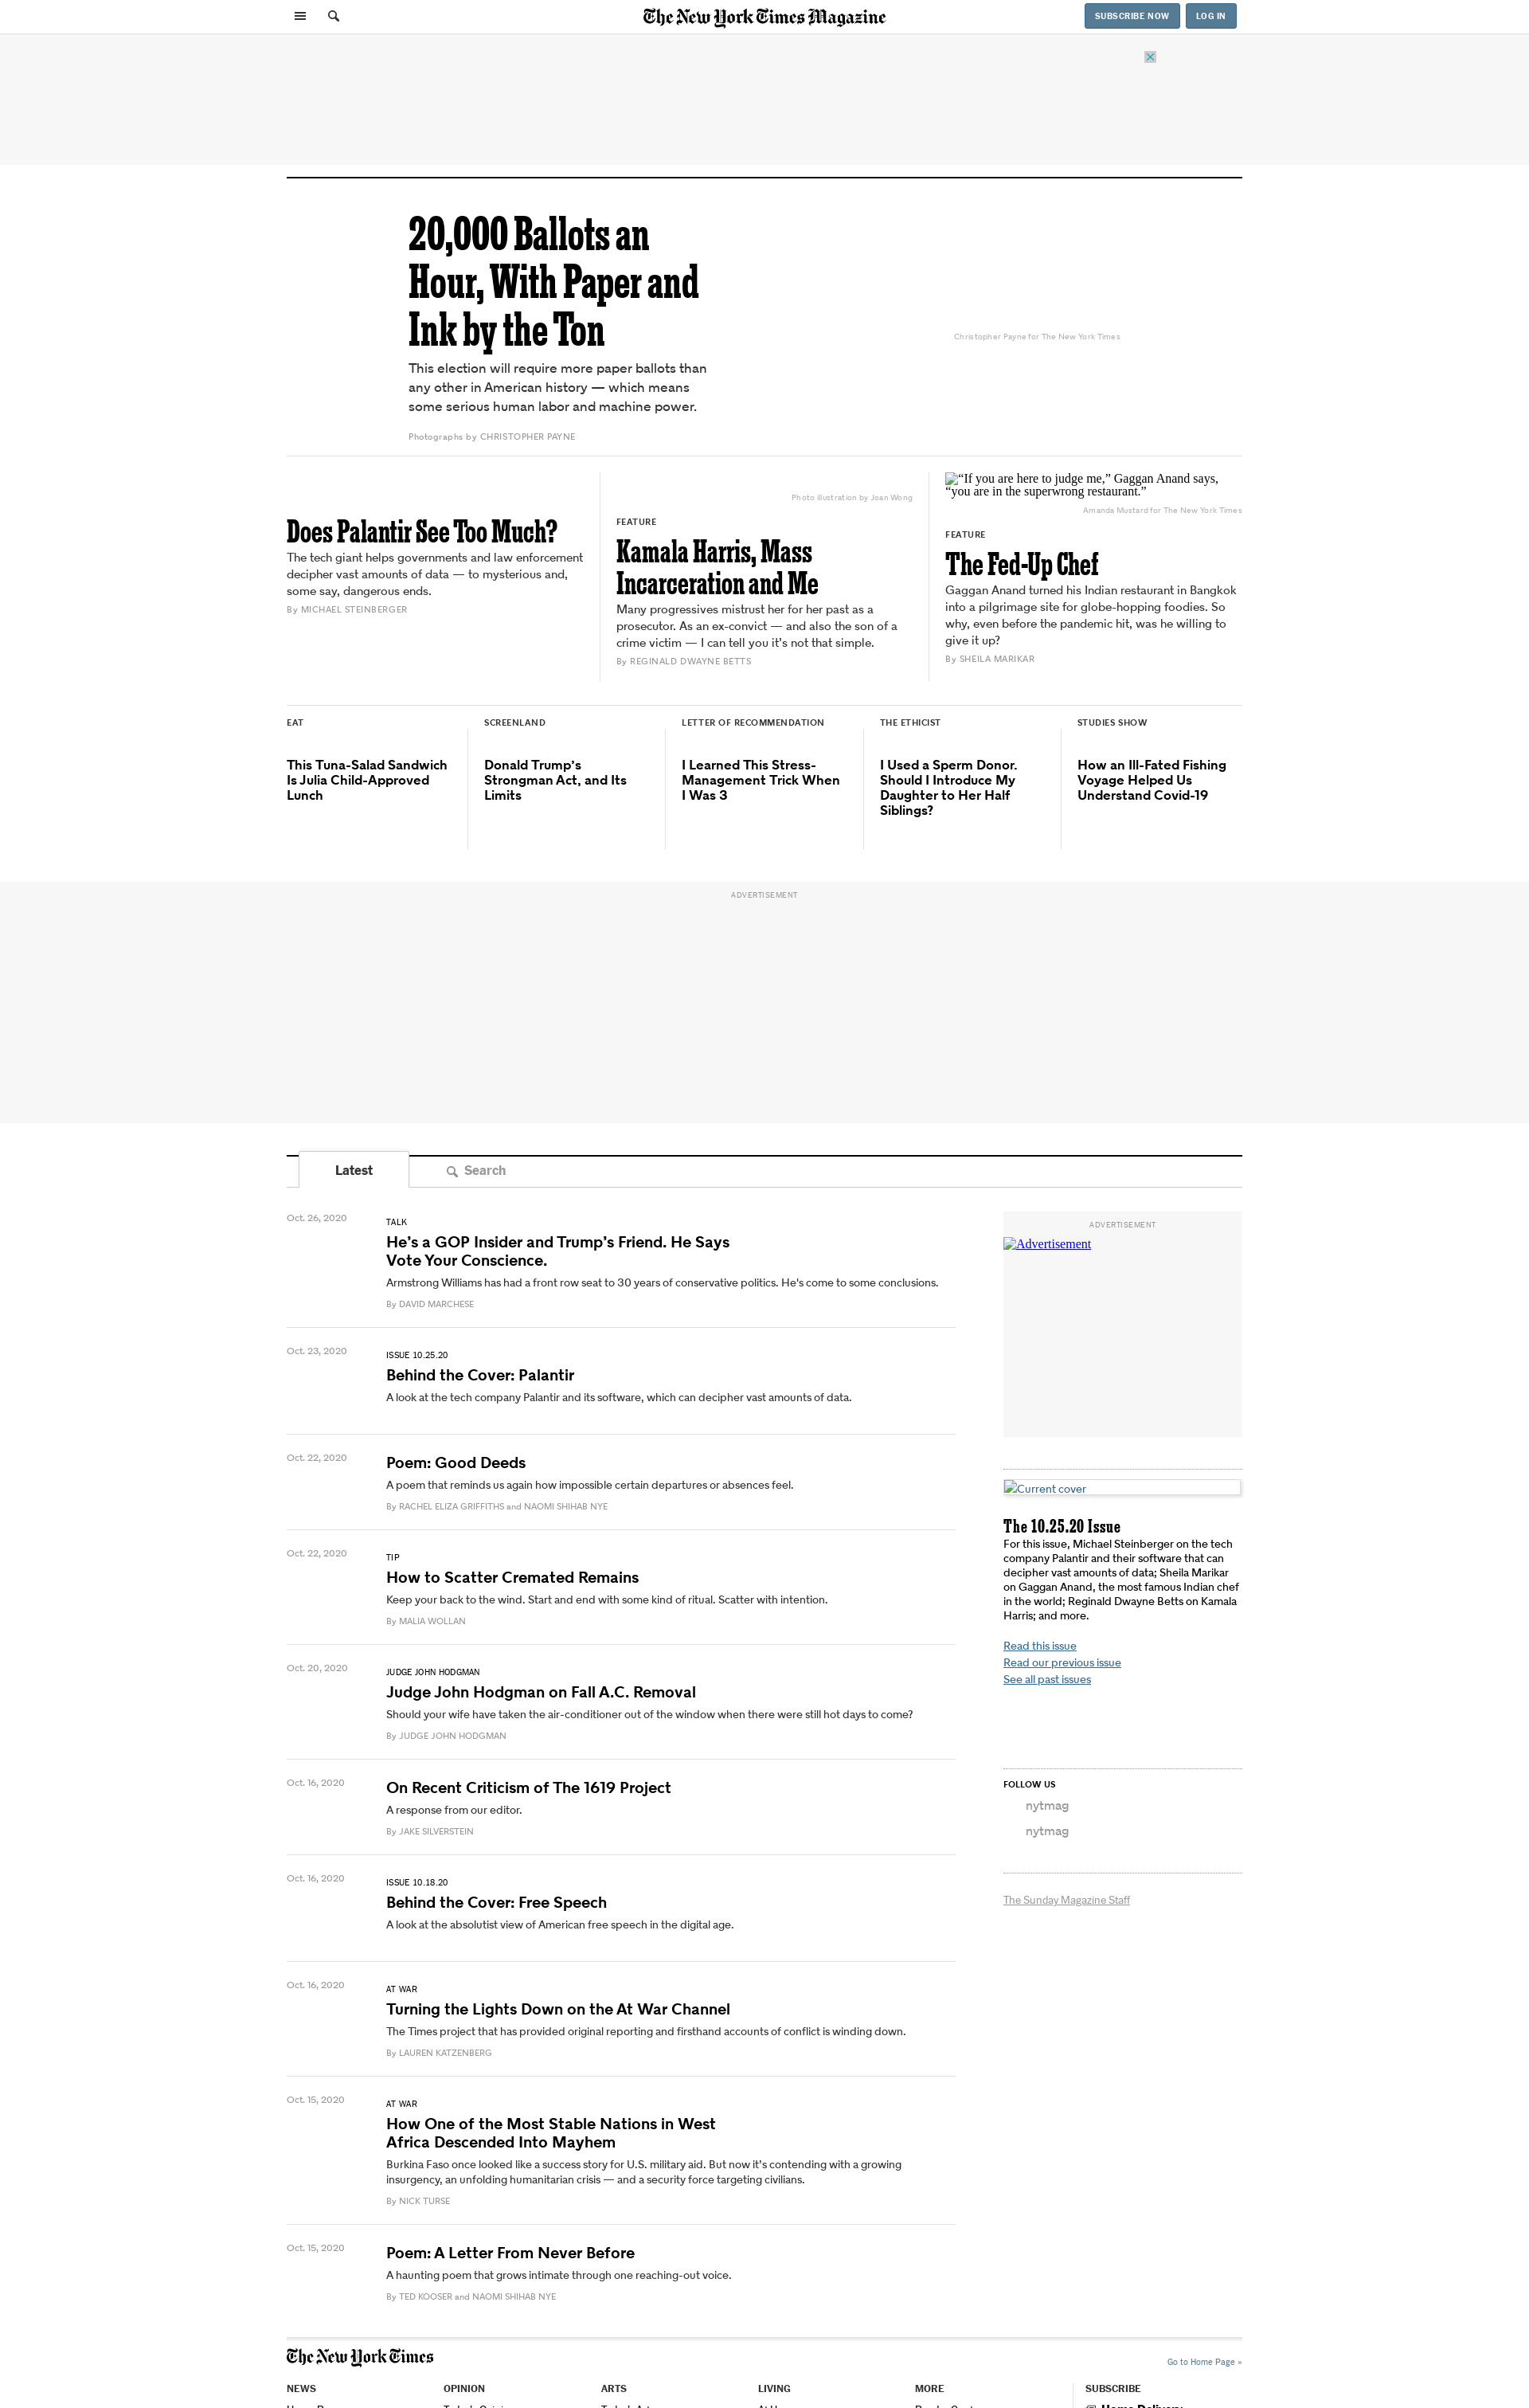 The New York Times Magazine
SUBSCRIBE NOW
LOG IN
20,000 Ballots an
Hour, With Paper and
Ink by the Ton
This election will require more paper ballots than
any other in American history — which means
some serious human labor and machine power.
Photographs by CHRISTOPHER PAYNE
Christopher Payne for The New York Times
Does Palantir See Too Much?
The tech giant helps governments and law enforcement
decipher vast amounts of data — to mysterious and,
some say, dangerous ends.
By MICHAEL STEINBERGER
Photo illustration by Joan Wong
FEATURE
Kamala Harris, Mass
Incarceration and Me
Many progressives mistrust her for her past as a
prosecutor. As an ex-convict — and also the son of a
crime victim — I can tell you it’s not that simple.
By REGINALD DWAYNE BETTS
“If you are here to judge me,” Gaggan Anand says,
“you are in the superwrong restaurant.”
Amanda Mustard for The New York Times
FEATURE
The Fed-Up Chef
Gaggan Anand turned his Indian restaurant in Bangkok
into a pilgrimage site for globe-hopping foodies. So
why, even before the pandemic hit, was he willing to
give it up?
By SHEILA MARIKAR
EAT
This Tuna-Salad Sandwich
Is Julia Child-Approved
Lunch
SCREENLAND
Donald Trump’s
Strongman Act, and Its
Limits
LETTER OF RECOMMENDATION
I Learned This Stress-
Management Trick When
I Was 3
THE ETHICIST
I Used a Sperm Donor.
Should I Introduce My
Daughter to Her Half
Siblings?
STUDIES SHOW
How an Ill-Fated Fishing
Voyage Helped Us
Understand Covid-19
ADVERTISEMENT
Latest
Search
Oct. 26, 2020
TALK
He’s a GOP Insider and Trump’s Friend. He Says
Vote Your Conscience.
Armstrong Williams has had a front row seat to 30 years of conservative politics. He's come to some conclusions.
By DAVID MARCHESE
Oct. 23, 2020
ISSUE 10.25.20
Behind the Cover: Palantir
A look at the tech company Palantir and its software, which can decipher vast amounts of data.
Oct. 22, 2020
Poem: Good Deeds
A poem that reminds us again how impossible certain departures or absences feel.
By RACHEL ELIZA GRIFFITHS and NAOMI SHIHAB NYE
Oct. 22, 2020
TIP
How to Scatter Cremated Remains
Keep your back to the wind. Start and end with some kind of ritual. Scatter with intention.
By MALIA WOLLAN
Oct. 20, 2020
JUDGE JOHN HODGMAN
Judge John Hodgman on Fall A.C. Removal
Should your wife have taken the air-conditioner out of the window when there were still hot days to come?
By JUDGE JOHN HODGMAN
Oct. 16, 2020
On Recent Criticism of The 1619 Project
A response from our editor.
By JAKE SILVERSTEIN
Oct. 16, 2020
ISSUE 10.18.20
Behind the Cover: Free Speech
A look at the absolutist view of American free speech in the digital age.
Oct. 16, 2020
AT WAR
Turning the Lights Down on the At War Channel
The Times project that has provided original reporting and firsthand accounts of conflict is winding down.
By LAUREN KATZENBERG
Oct. 15, 2020
AT WAR
How One of the Most Stable Nations in West
Africa Descended Into Mayhem
Burkina Faso once looked like a success story for U.S. military aid. But now it’s contending with a growing
insurgency, an unfolding humanitarian crisis — and a security force targeting civilians.
By NICK TURSE
Oct. 15, 2020
Poem: A Letter From Never Before
A haunting poem that grows intimate through one reaching-out voice.
By TED KOOSER and NAOMI SHIHAB NYE
ADVERTISEMENT
Advertisement
Current cover
The 10.25.20 Issue
For this issue, Michael Steinberger on the tech
company Palantir and their software that can
decipher vast amounts of data; Sheila Marikar
on Gaggan Anand, the most famous Indian chef
in the world; Reginald Dwayne Betts on Kamala
Harris; and more.
Read this issue
Read our previous issue
See all past issues
FOLLOW US
nytmag
nytmag
The Sunday Magazine Staff
The New York Times
Go to Home Page »
NEWS
OPINION
ARTS
LIVING
MORE
SUBSCRIBE